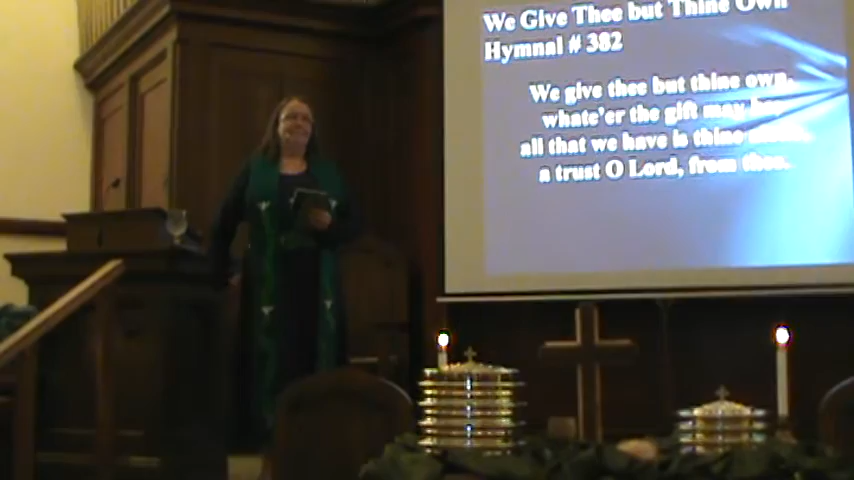 We Give Thee but Thine Own
Hymnal # 382
We give thee but thine own,
whate'er the gift may be,
all that we have is thine
a trust O Lord, from thee.